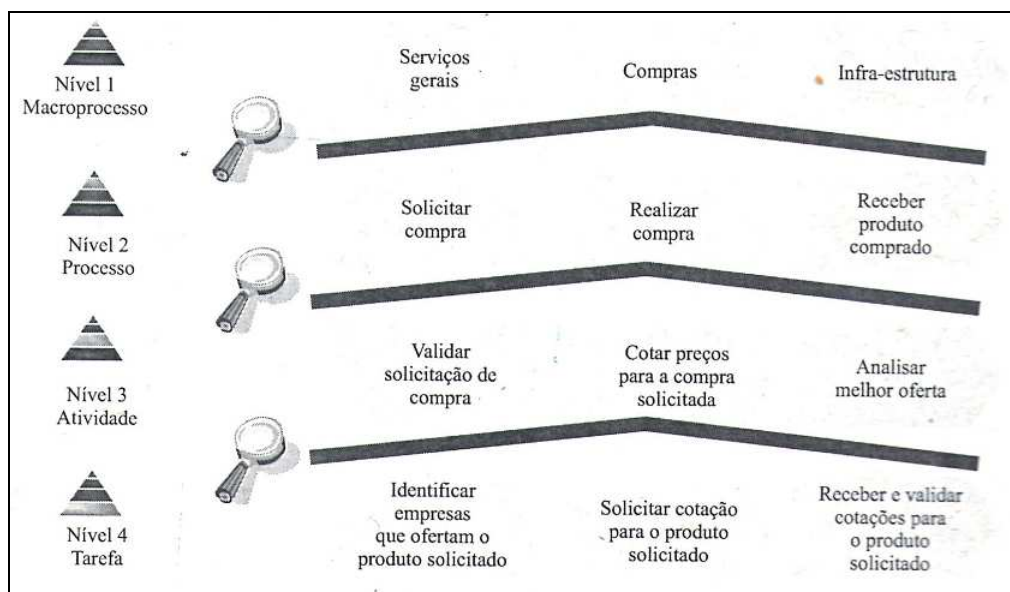 Nível 1
Macroprocesso
Serviços
gerais
Compras
Infra-estrutura
Nível 2
Processo
Solicitar
compra
Realizar
compra
Receber
produto
comprado
Nível 3
Atividade
Validar
solicitação de
compra
Cotar preços
para a compra
solicitada
Analisar
melhor oferta
Nível 4
Tarefa
Identificar
empresas
que ofertam o
produto solicitado
Solicitar cotação
para o produto
solicitado
Receber e validar
cotações para
o produto
solicitado